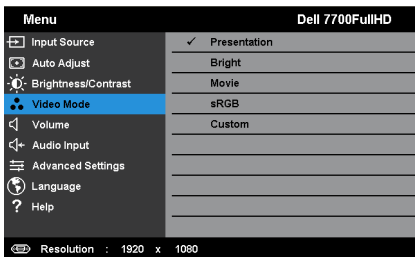 Menu Dell 7700FullHD
Input Source ✓ Presentation
Auto Adjust Bright
Brightness/Contrast Movie
Video Mode sRGB
Volume Custom
Audio Input
Advanced Settings
Language
? Help
Resolution : 1920 x 1080